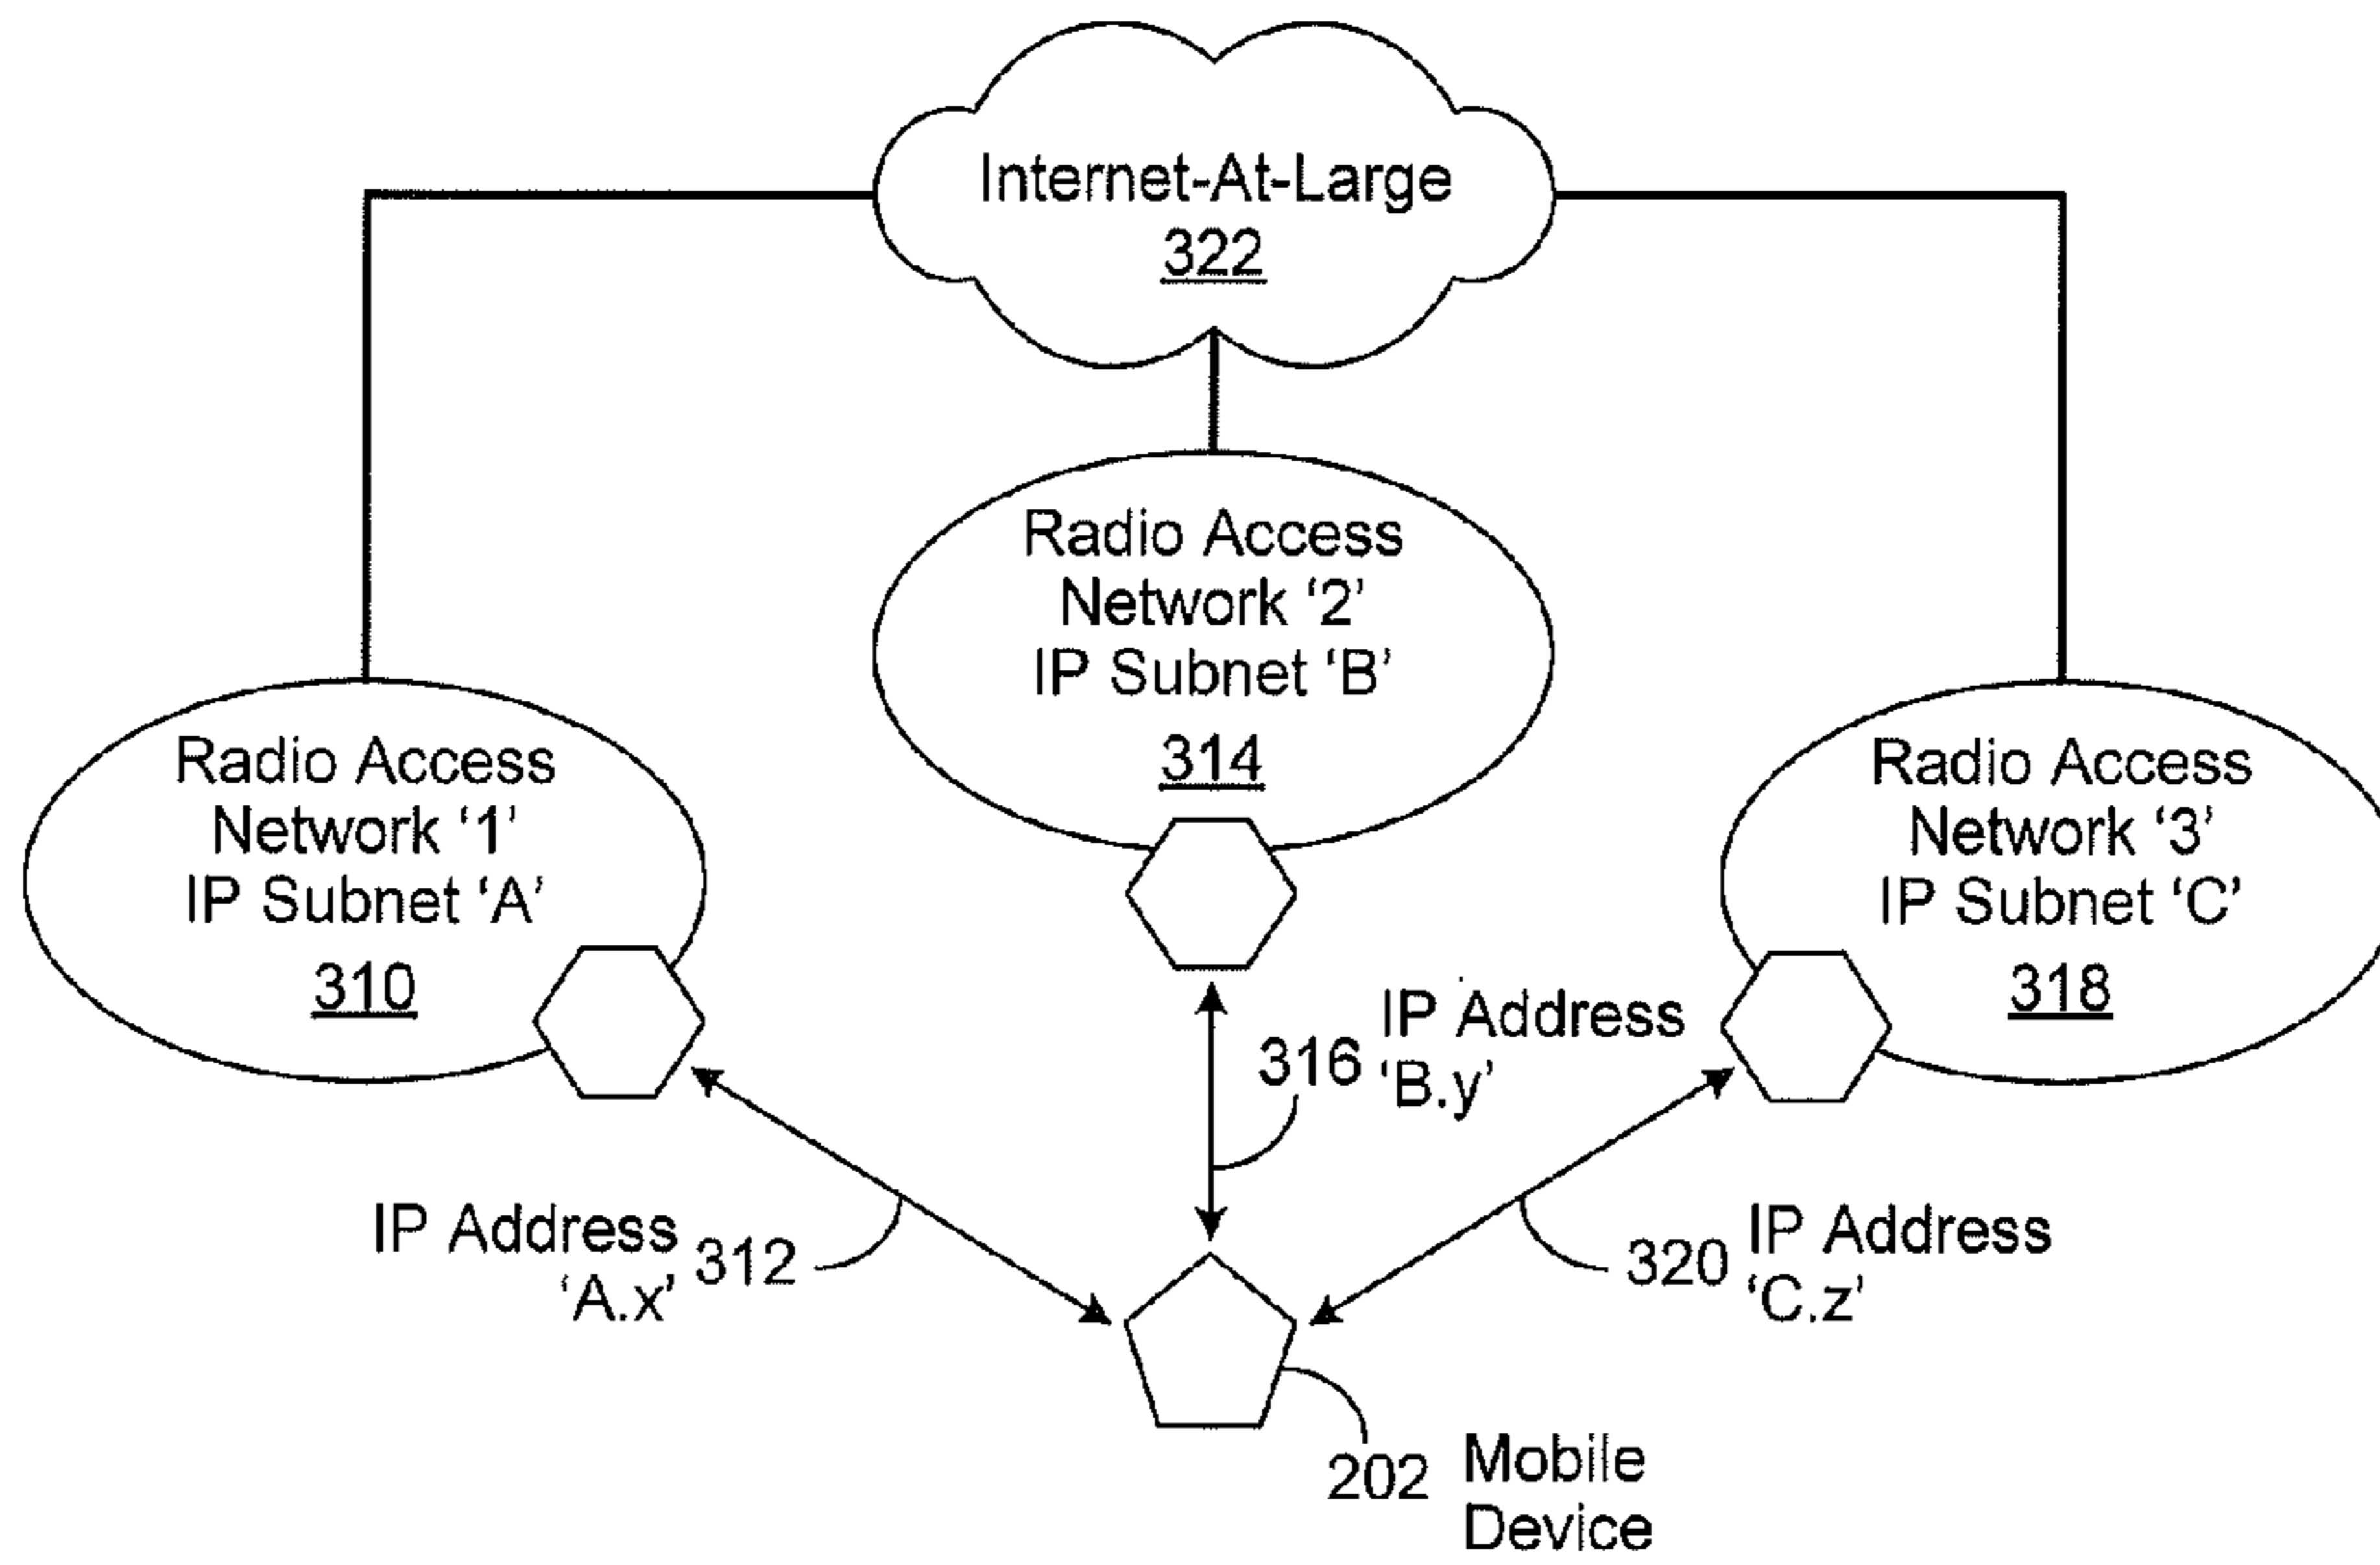 Internet-At-Large
322
Radio Access
Network ‘2’
IP Subnet ‘B’
314
Radio Access
Network ‘1’
IP Subnet ‘A’
310
Radio Access
Network ‘3’
IP Subnet ‘C’
318
316 IP Address
‘B.y’
IP Address
‘A.x’ 312
320 IP Address
‘C.z’
202 Mobile
Device